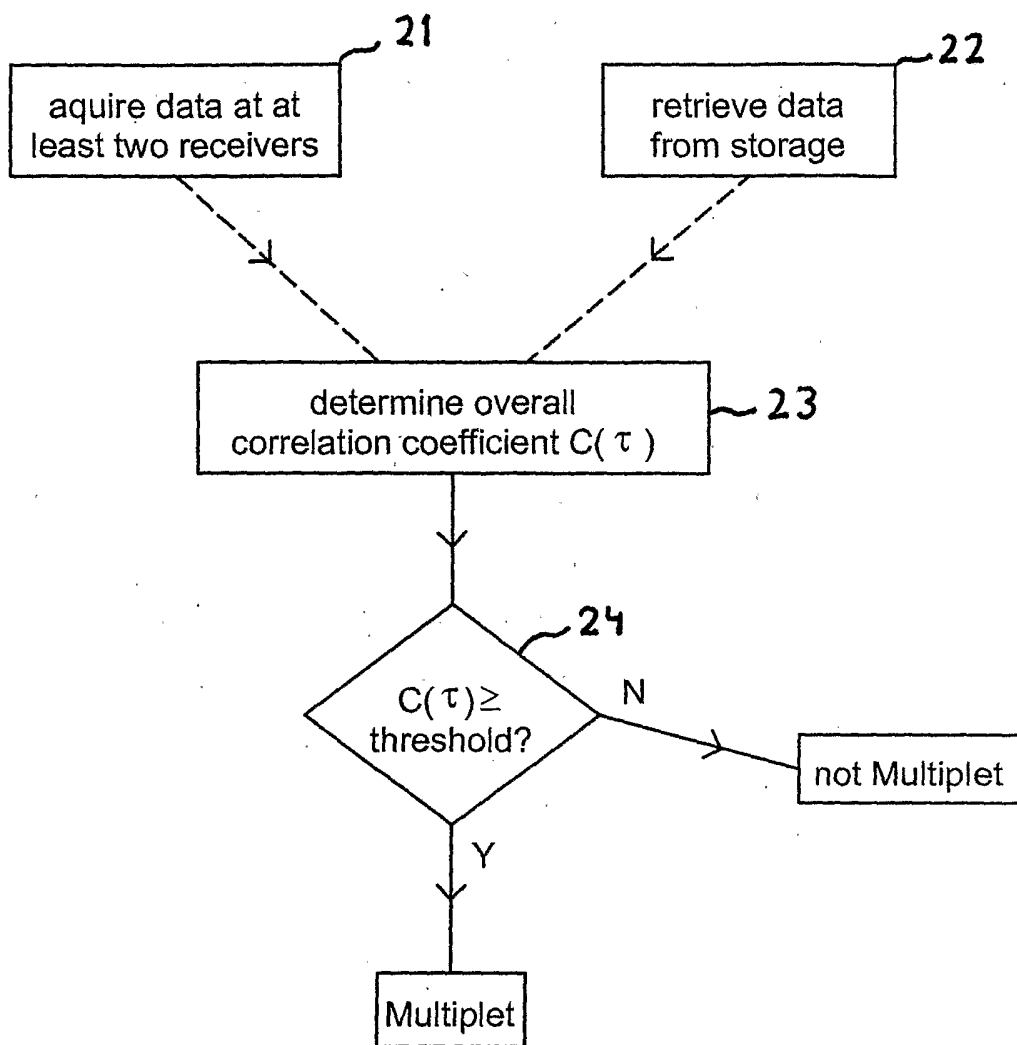 21
22
aquire data at at
least two receivers
retrieve data
from storage
determine overall
correlation coefficient C(τ)
23
24
C(τ)≥
threshold?
N
not Multiplet
Y
Multiplet